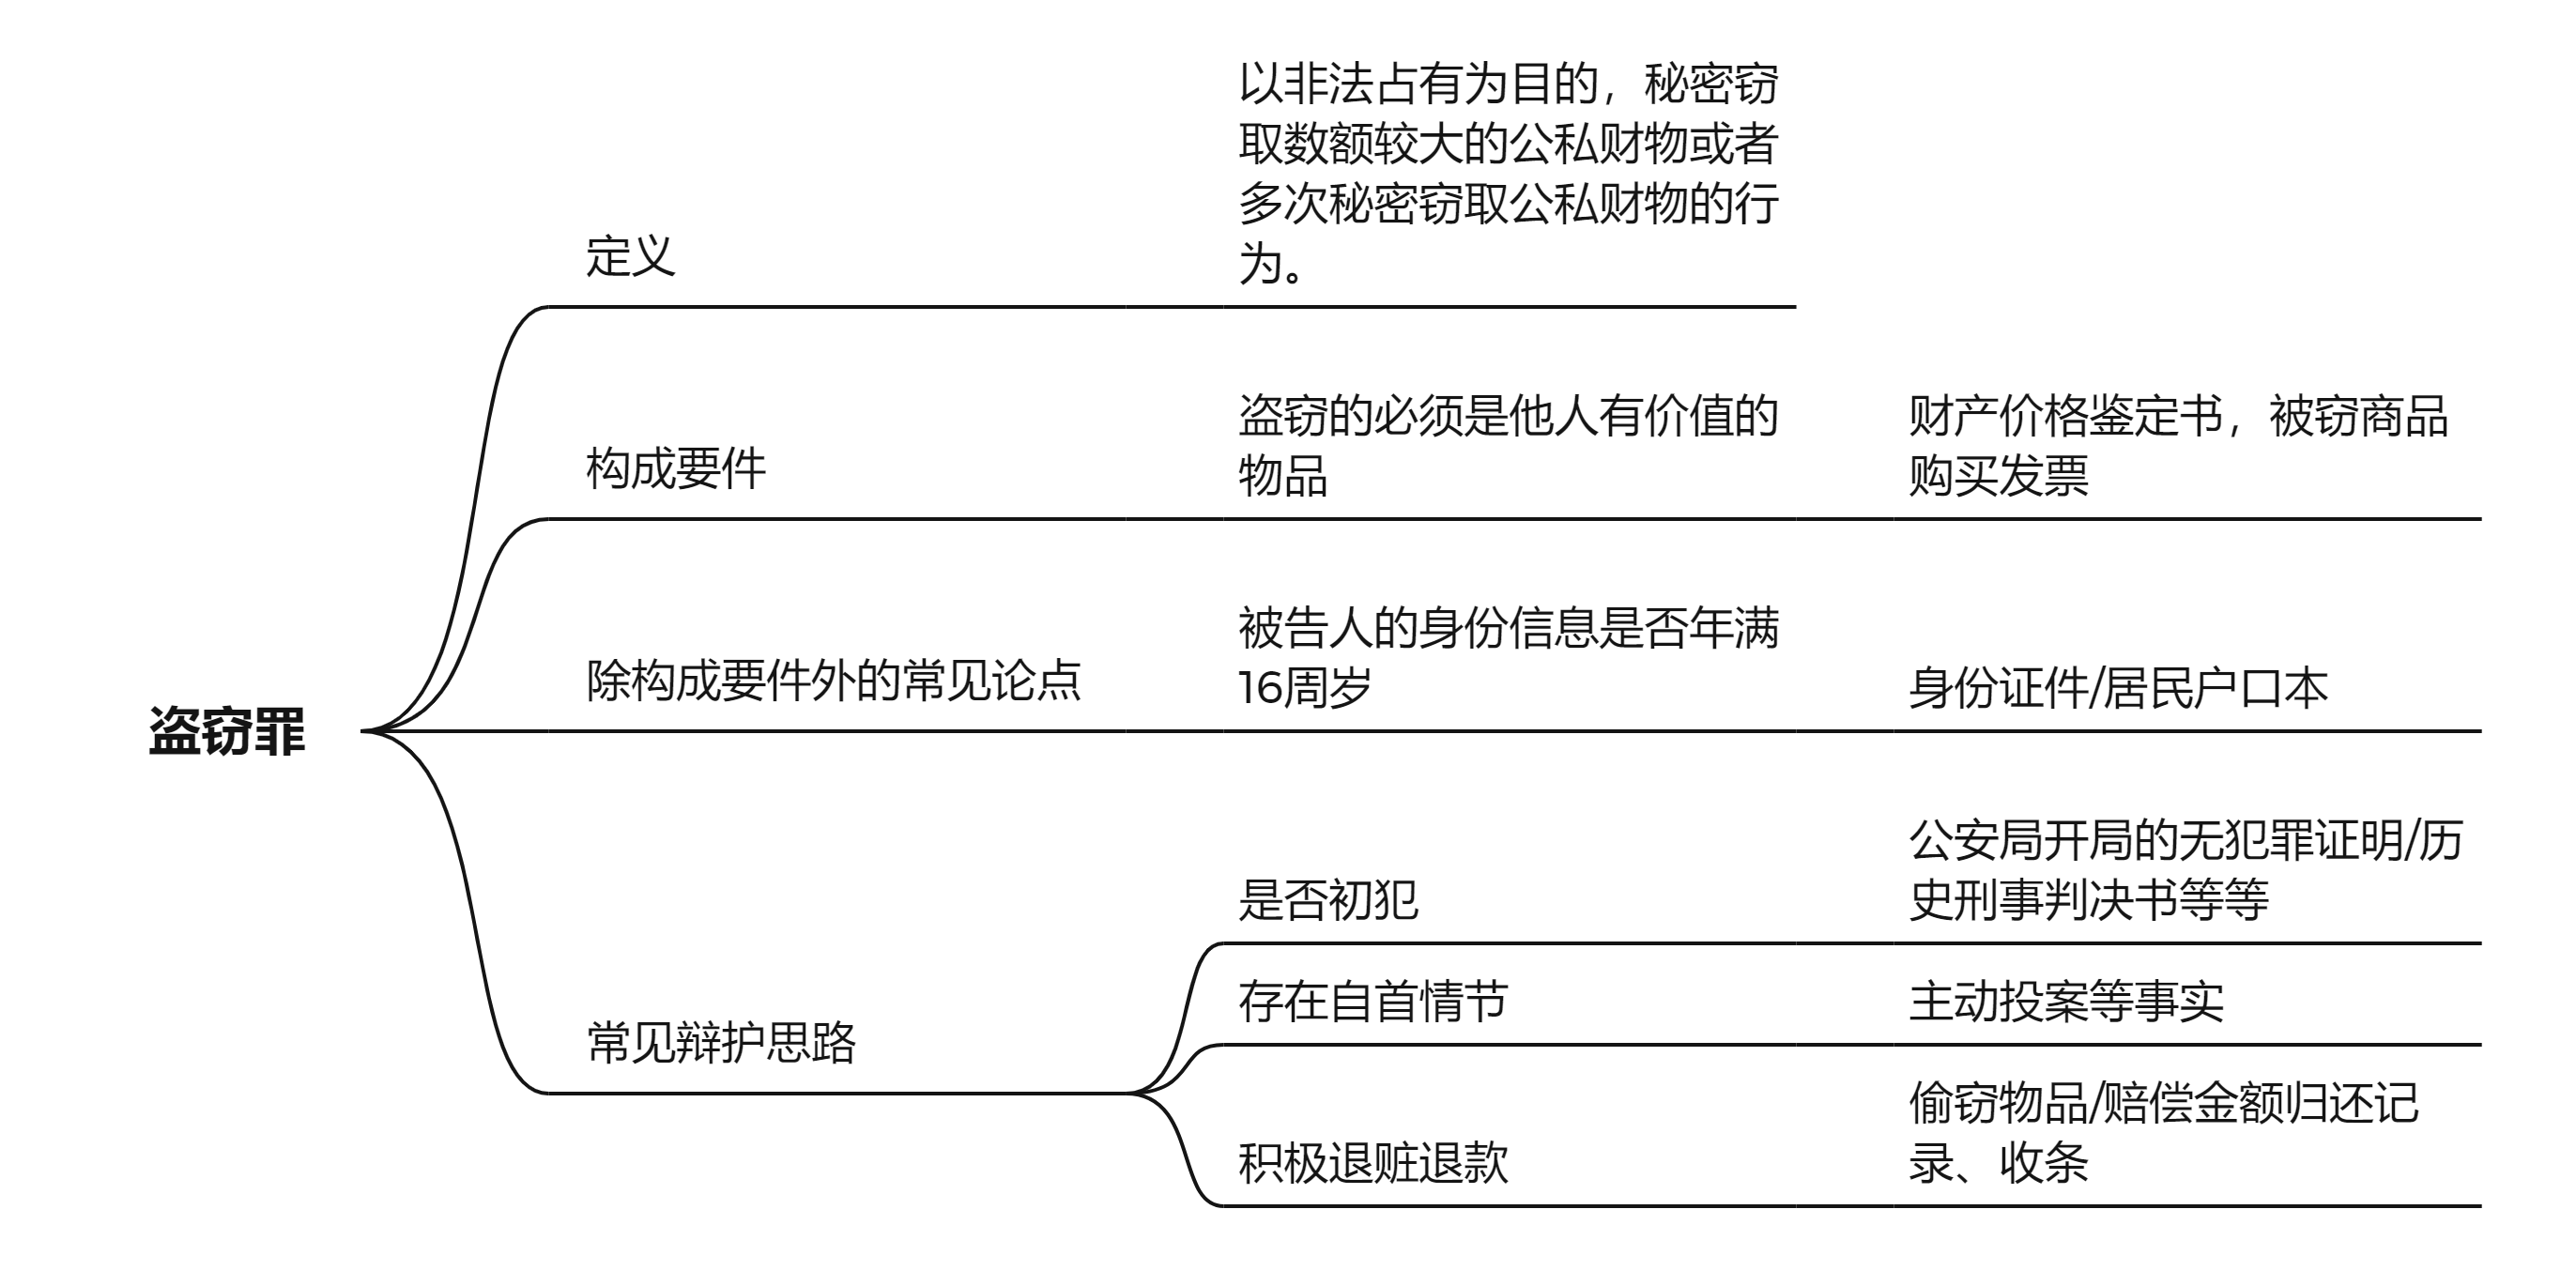 以非法占有为目的，秘密窃
取数额较大的公私财物或者
多次秘密窃取公私财物的行
为。
定义
盗窃的必须是他人有价值的
物品
财产价格鉴定书，被窃商品
购买发票
构成要件
被告人的身份信息是否年满
16周岁
身份证件/居民户口本
除构成要件外的常见论点
盗窃罪
公安局开局的无犯罪证明/历
史刑事判决书等等
是否初犯
存在自首情节
主动投案等事实
常见辩护思路
偷窃物品/赔偿金额归还记
录、收条
积极退赃退款